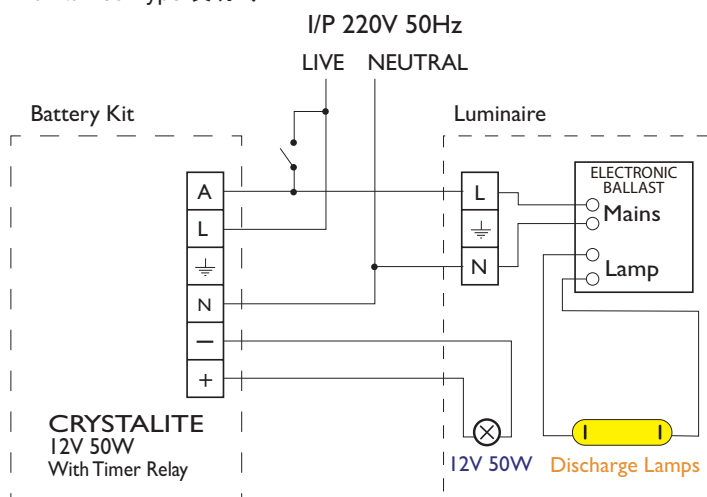 I/P 220V 50Hz
LIVE NEUTRAL
Battery Kit
Luminaire
A
L
N
−
+
L
N
ELECTRONIC
BALLAST
Mains
Lamp
CRYSTALITE
12V 50W
With Timer Relay
12V 50W
Discharge Lamps